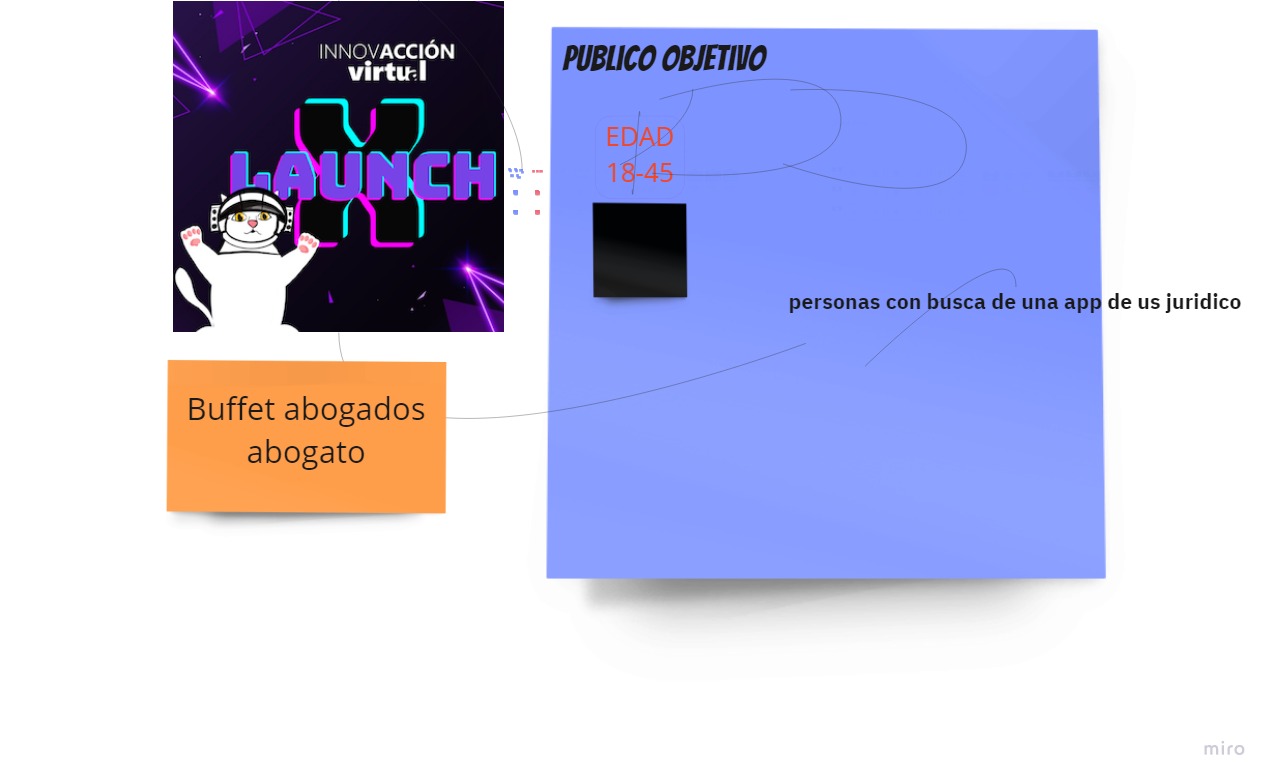 INNOVACCIÓN
virtual
X
LAUNCH
PUBLICO OBJETIVO
EDAD
18-45
personas con busca de una app de us juridico
Buffet abogados
abogato
miro